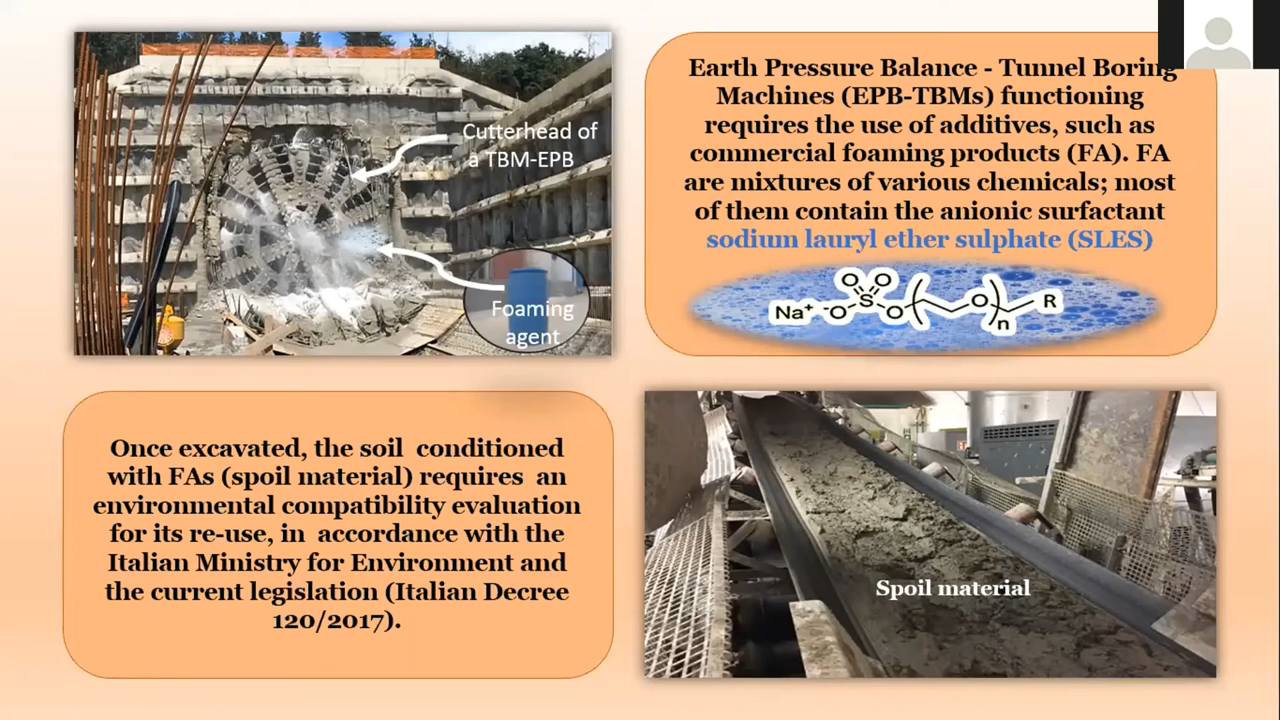 Cutterhead of
a TBM-EPB
Foaming
agent
Earth Pressure Balance - Tunnel Boring
Machines (EPB-TBMs) functioning
requires the use of additives, such as
commercial foaming products (FA). FA
are mixtures of various chemicals; most
of them contain the anionic surfactant
sodium lauryl ether sulphate (SLES)
Na⁺ ⁻O S O O O ( O )n R
Once excavated, the soil conditioned
with FAs (spoil material) requires an
environmental compatibility evaluation
for its re-use, in accordance with the
Italian Ministry for Environment and
the current legislation (Italian Decree
120/2017).
Spoil material